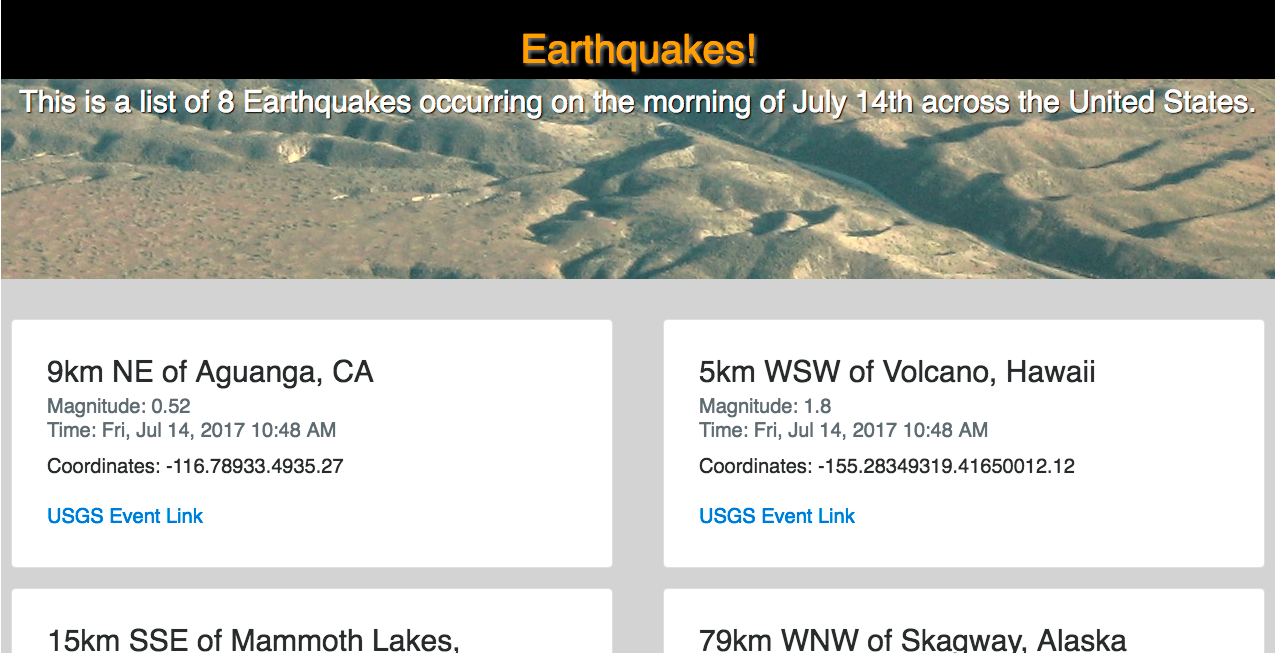 Earthquakes!
This is a list of 8 Earthquakes occurring on the morning of July 14th across the United States.
9km NE of Aguanga, CA
Magnitude: 0.52
Time: Fri, Jul 14, 2017 10:48 AM
Coordinates: -116.78933.4935.27
USGS Event Link
5km WSW of Volcano, Hawaii
Magnitude: 1.8
Time: Fri, Jul 14, 2017 10:48 AM
Coordinates: -155.28349319.41650012.12
USGS Event Link
15km SSE of Mammoth Lakes,
79km WNW of Skagway, Alaska